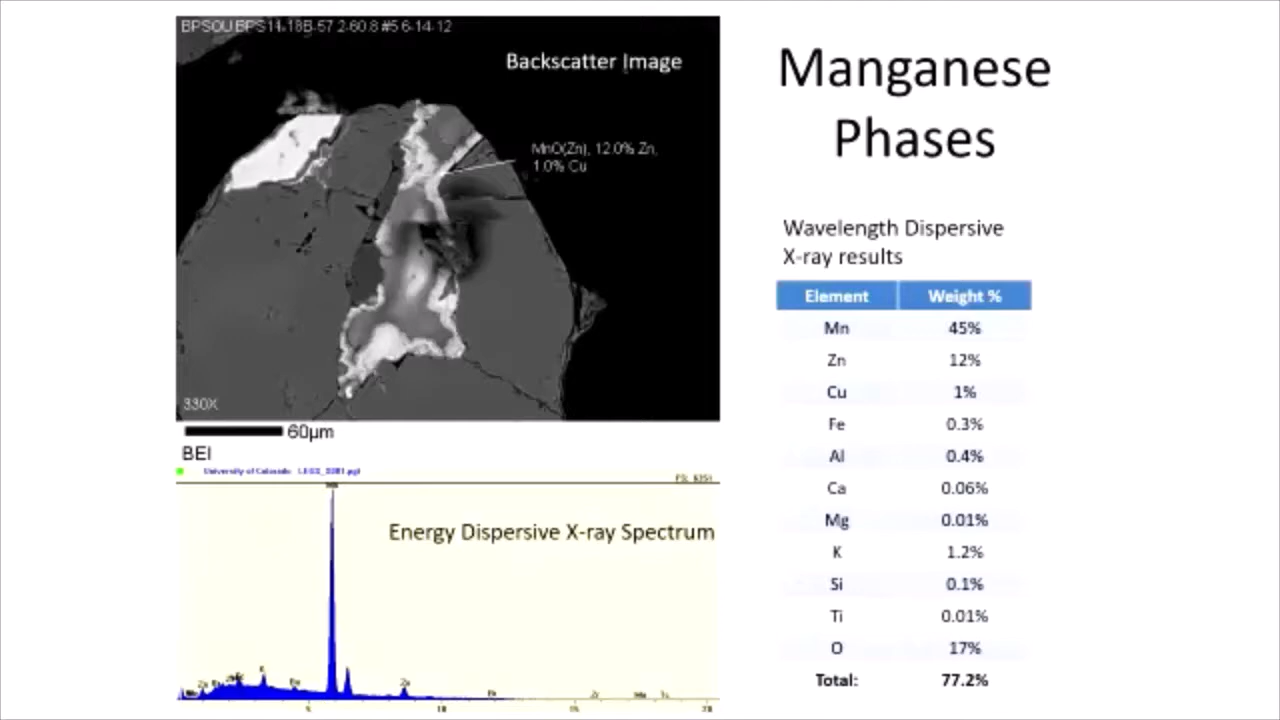 BPSOU BPS11-18B-57.2-60.8 #5 6-14-12
Backscatter Image
MnO(Zn), 12.0% Zn,
1.0% Cu
330X
60µm
BEI
University of Colorado
Energy Dispersive X-ray Spectrum
Manganese
Phases
Wavelength Dispersive
X-ray results
Element Weight %
Mn 45%
Zn 12%
Cu 1%
Fe 0.3%
Al 0.4%
Ca 0.06%
Mg 0.01%
K 1.2%
Si 0.1%
Ti 0.01%
O 17%
Total: 77.2%